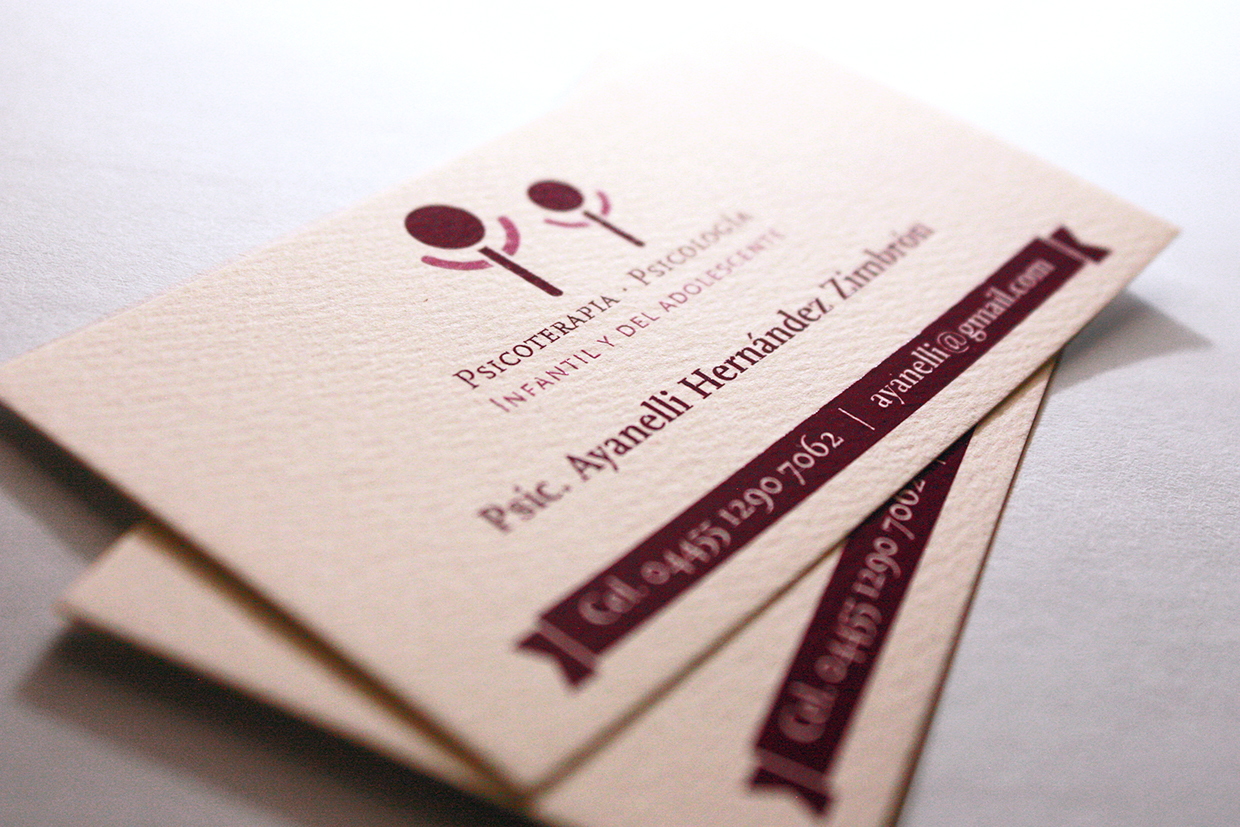 Psicoterapia · Psicología
Infantil y del adolescente
Psic. Ayanelli Hernández Zimbrón
Cel. 04455 1290 7062 | ayanelli@gmail.com
Cel. 04455 1290 7062